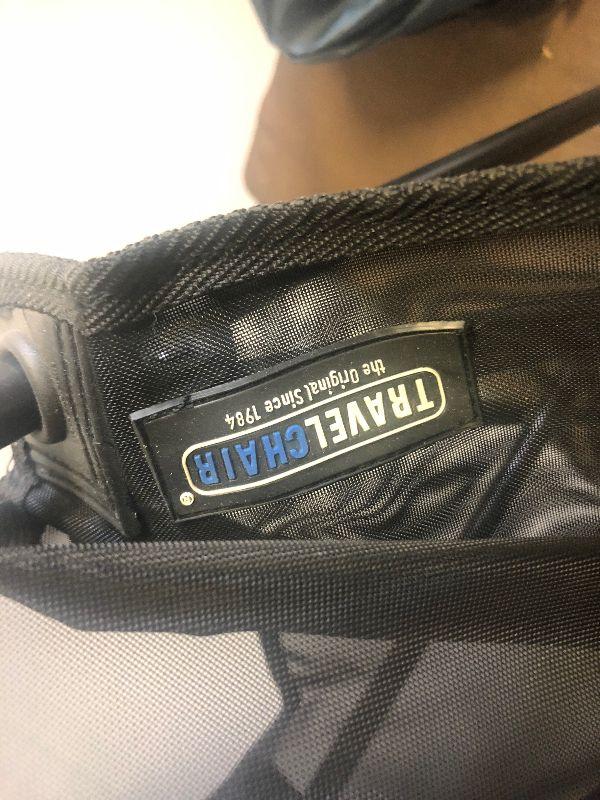 TRAVELCHAIR®
the Original Since 1984